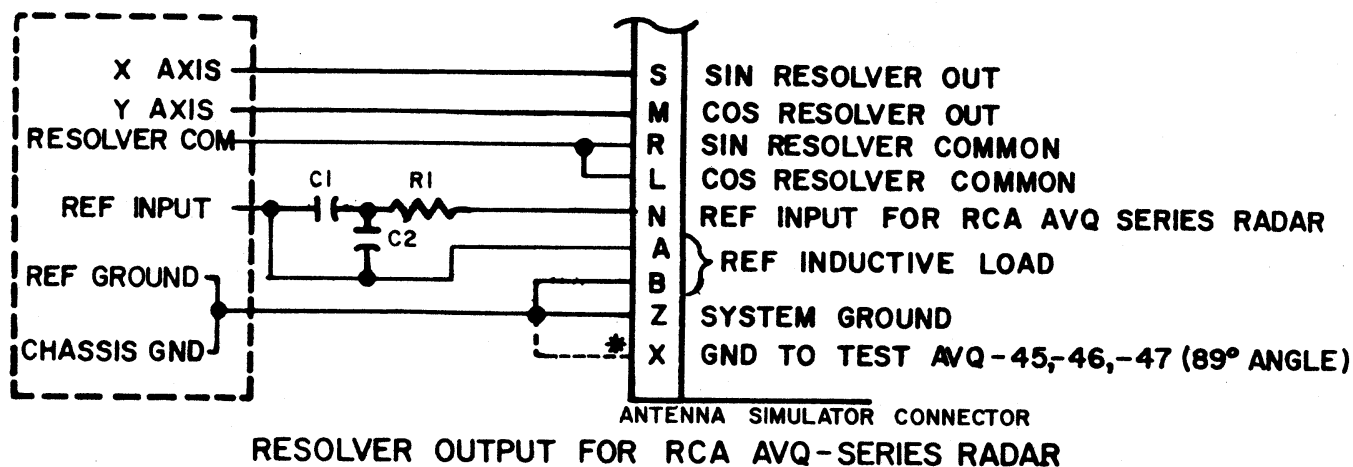 X AXIS S SIN RESOLVER OUT
Y AXIS M COS RESOLVER OUT
RESOLVER COM R SIN RESOLVER COMMON
L COS RESOLVER COMMON
C1 R1
REF INPUT N REF INPUT FOR RCA AVQ SERIES RADAR
C2
A
REF INDUCTIVE LOAD
REF GROUND B
Z SYSTEM GROUND
CHASSIS GND * X GND TO TEST AVQ-45,-46,-47 (89° ANGLE)
ANTENNA SIMULATOR CONNECTOR
RESOLVER OUTPUT FOR RCA AVQ-SERIES RADAR